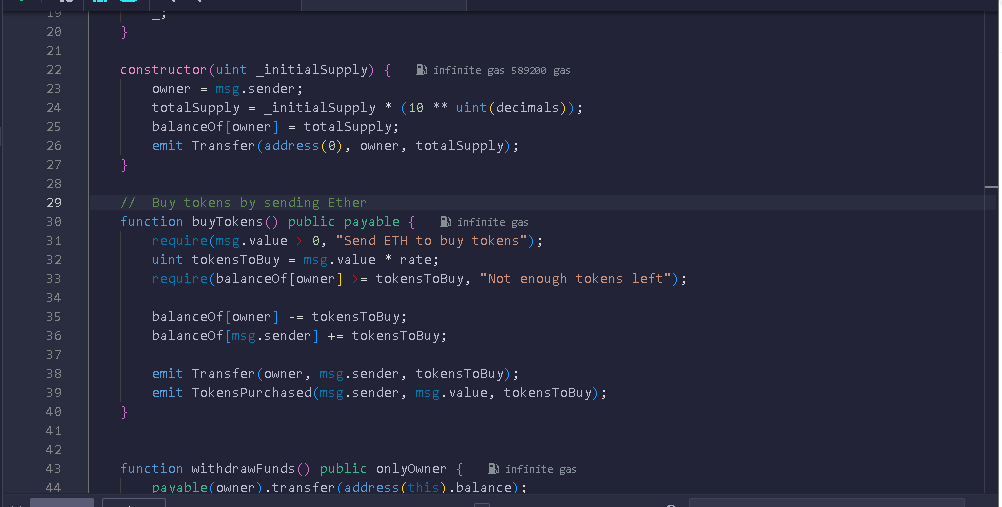 19 _;
20 }
21
22 constructor(uint _initialSupply) { infinite gas 589200 gas
23 owner = msg.sender;
24 totalSupply = _initialSupply * (10 ** uint(decimals));
25 balanceOf[owner] = totalSupply;
26 emit Transfer(address(0), owner, totalSupply);
27 }
28
29 //  Buy tokens by sending Ether
30 function buyTokens() public payable { infinite gas
31 require(msg.value > 0, "Send ETH to buy tokens");
32 uint tokensToBuy = msg.value * rate;
33 require(balanceOf[owner] >= tokensToBuy, "Not enough tokens left");
34
35 balanceOf[owner] -= tokensToBuy;
36 balanceOf[msg.sender] += tokensToBuy;
37
38 emit Transfer(owner, msg.sender, tokensToBuy);
39 emit TokensPurchased(msg.sender, msg.value, tokensToBuy);
40 }
41
42
43 function withdrawFunds() public onlyOwner { infinite gas
44 payable(owner).transfer(address(this).balance);